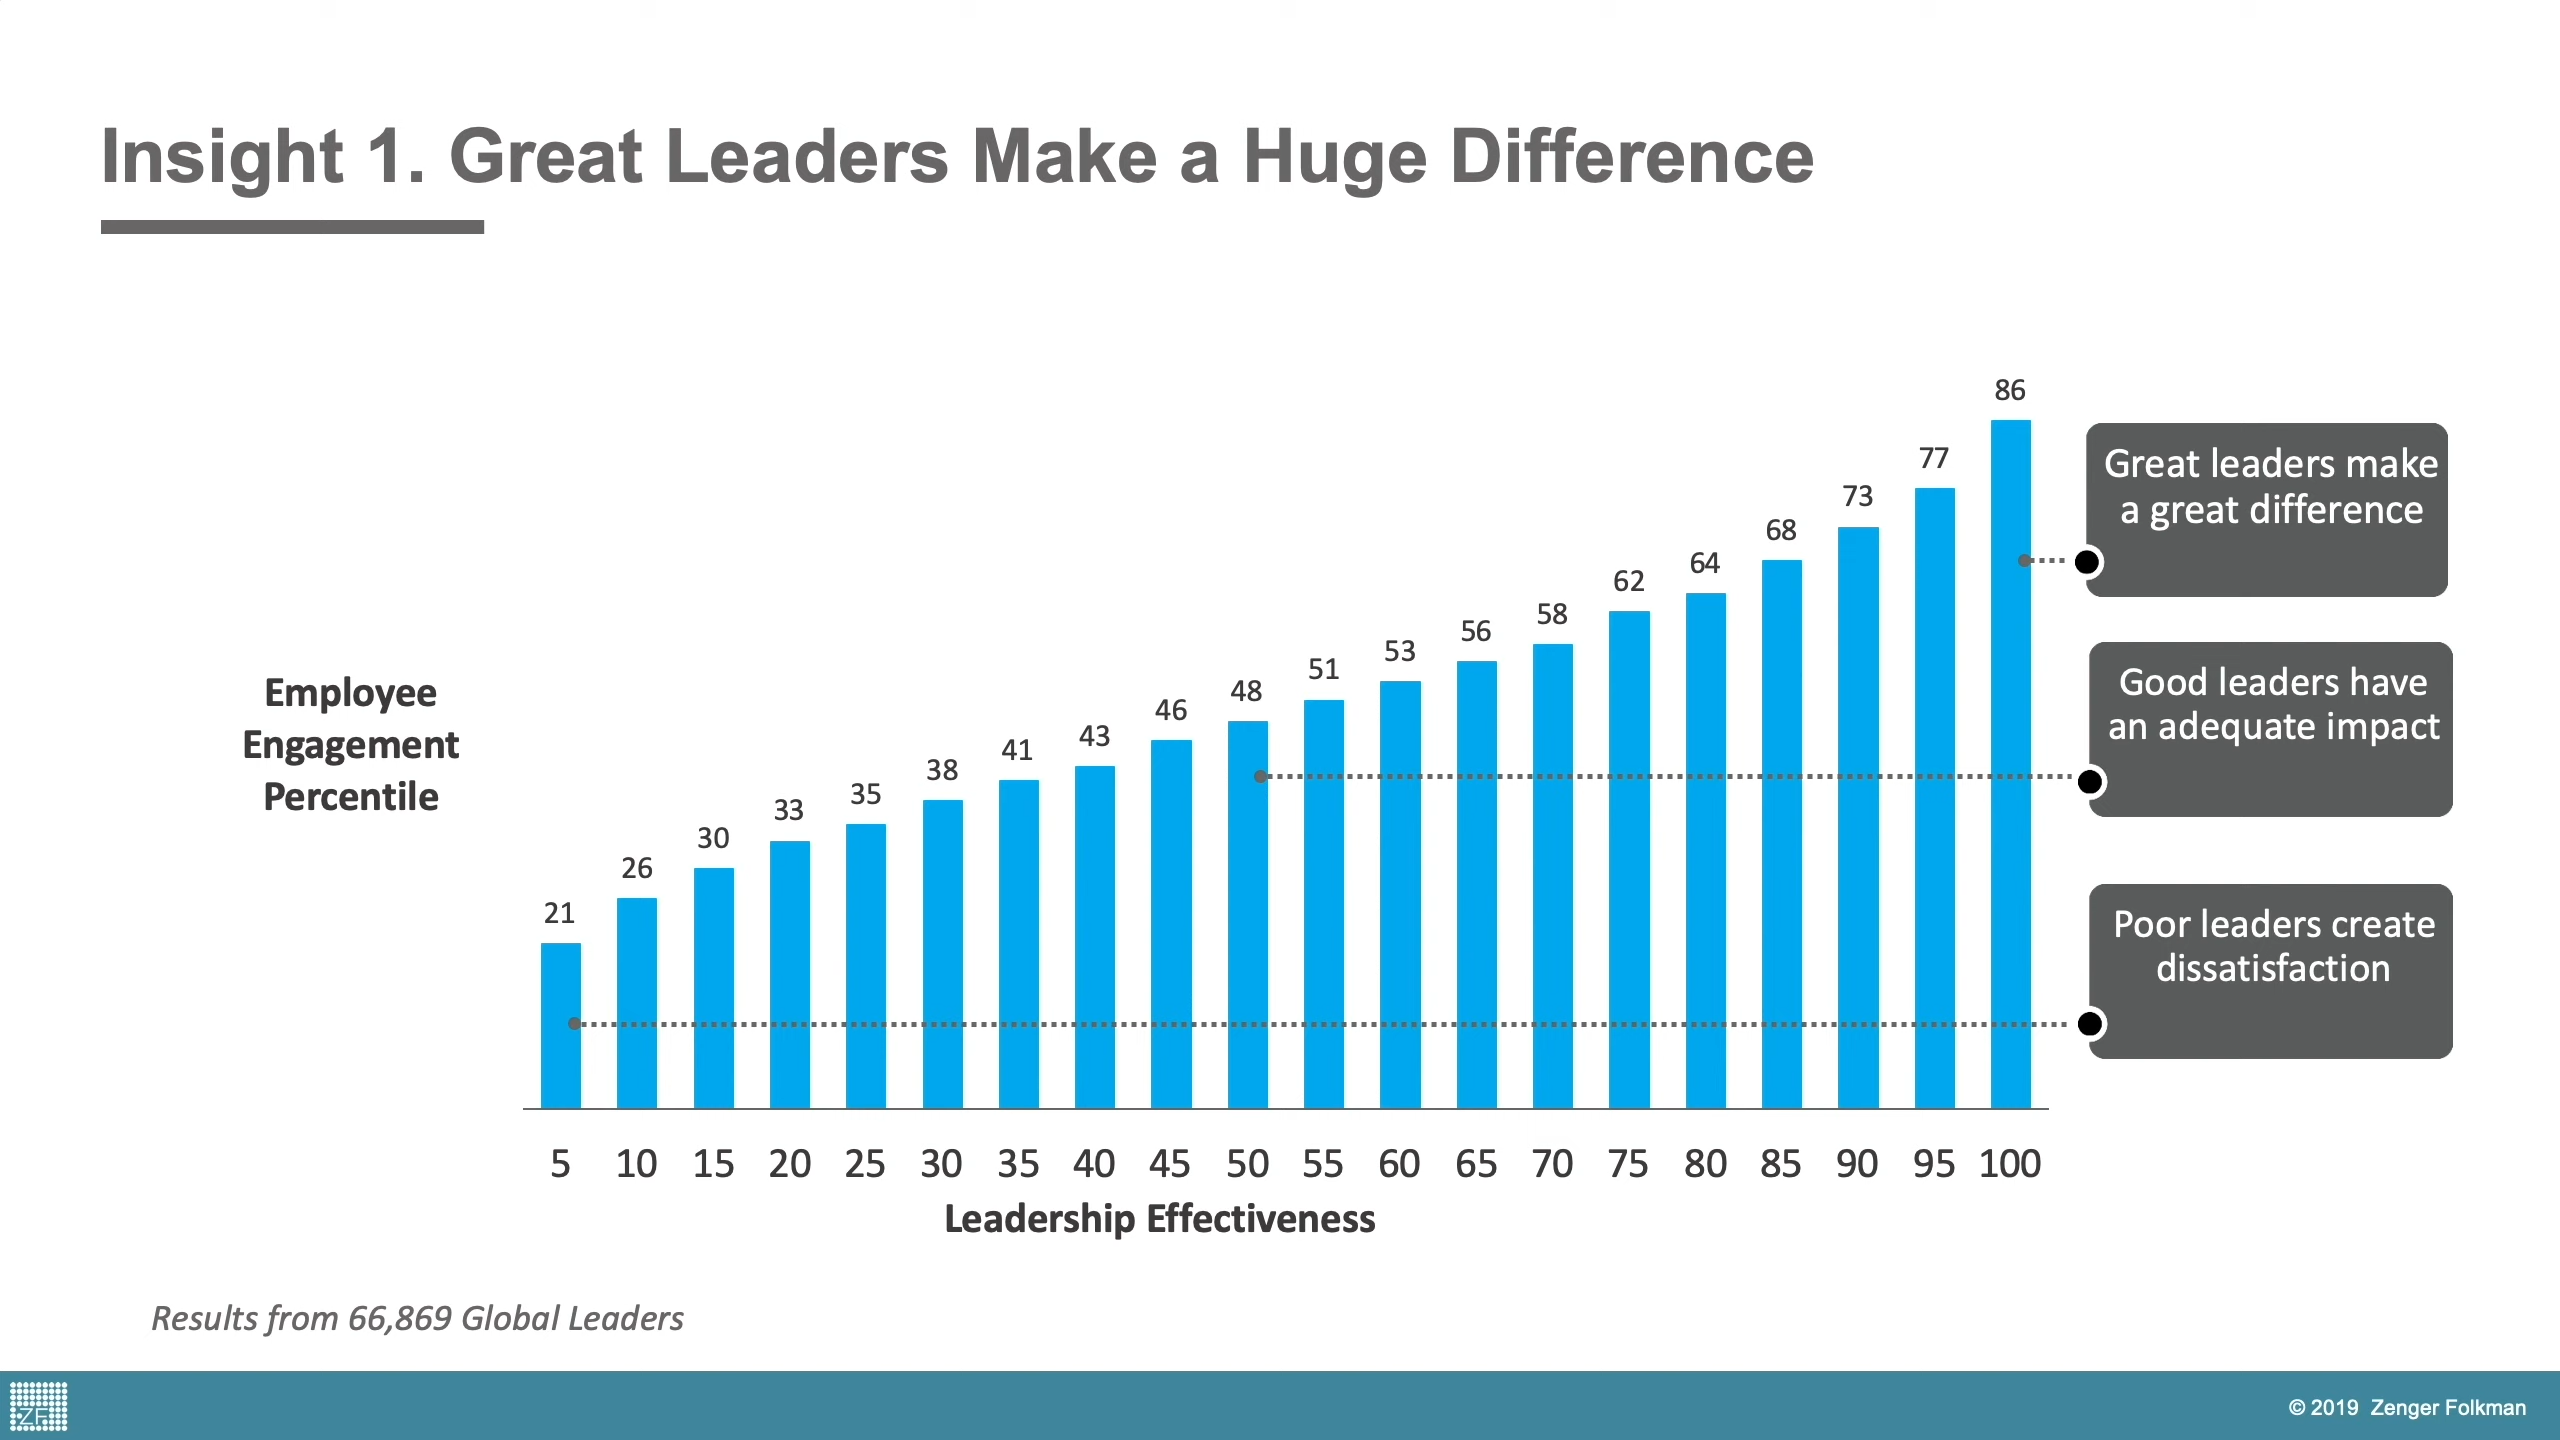 Insight 1. Great Leaders Make a Huge Difference
86
77
73
68
64
62
58
56
53
51
48
46
43
41
38
35
33
30
26
21
Great leaders make
a great difference
Good leaders have
an adequate impact
Poor leaders create
dissatisfaction
Employee
Engagement
Percentile
5 10 15 20 25 30 35 40 45 50 55 60 65 70 75 80 85 90 95 100
Leadership Effectiveness
Results from 66,869 Global Leaders
ZF
© 2019 Zenger Folkman